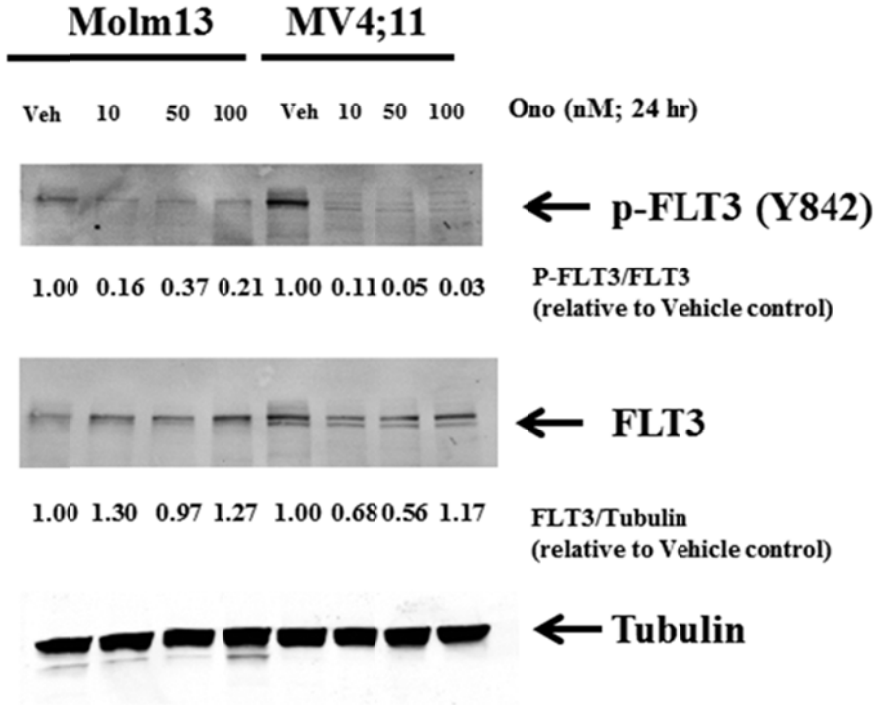 Molm13 MV4;11
Veh 10 50 100 Veh 10 50 100 Ono (nM; 24 hr)
p-FLT3 (Y842)
1.00 0.16 0.37 0.21 1.00 0.11 0.05 0.03 P-FLT3/FLT3
(relative to Vehicle control)
FLT3
1.00 1.30 0.97 1.27 1.00 0.68 0.56 1.17 FLT3/Tubulin
(relative to Vehicle control)
Tubulin